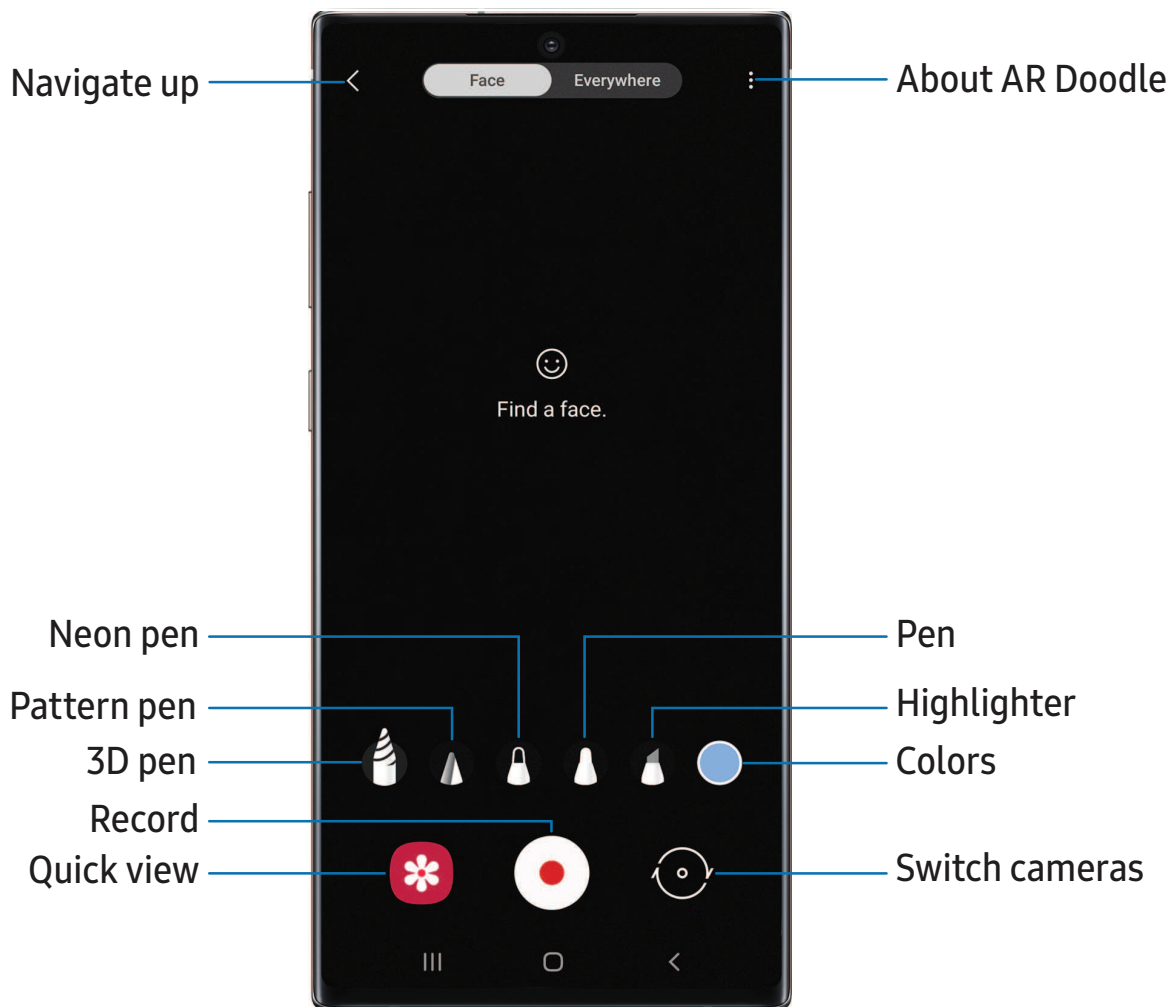 Navigate up
Face
Everywhere
About AR Doodle
Find a face.
Neon pen
Pen
Pattern pen
Highlighter
3D pen
Colors
Record
Quick view
Switch cameras